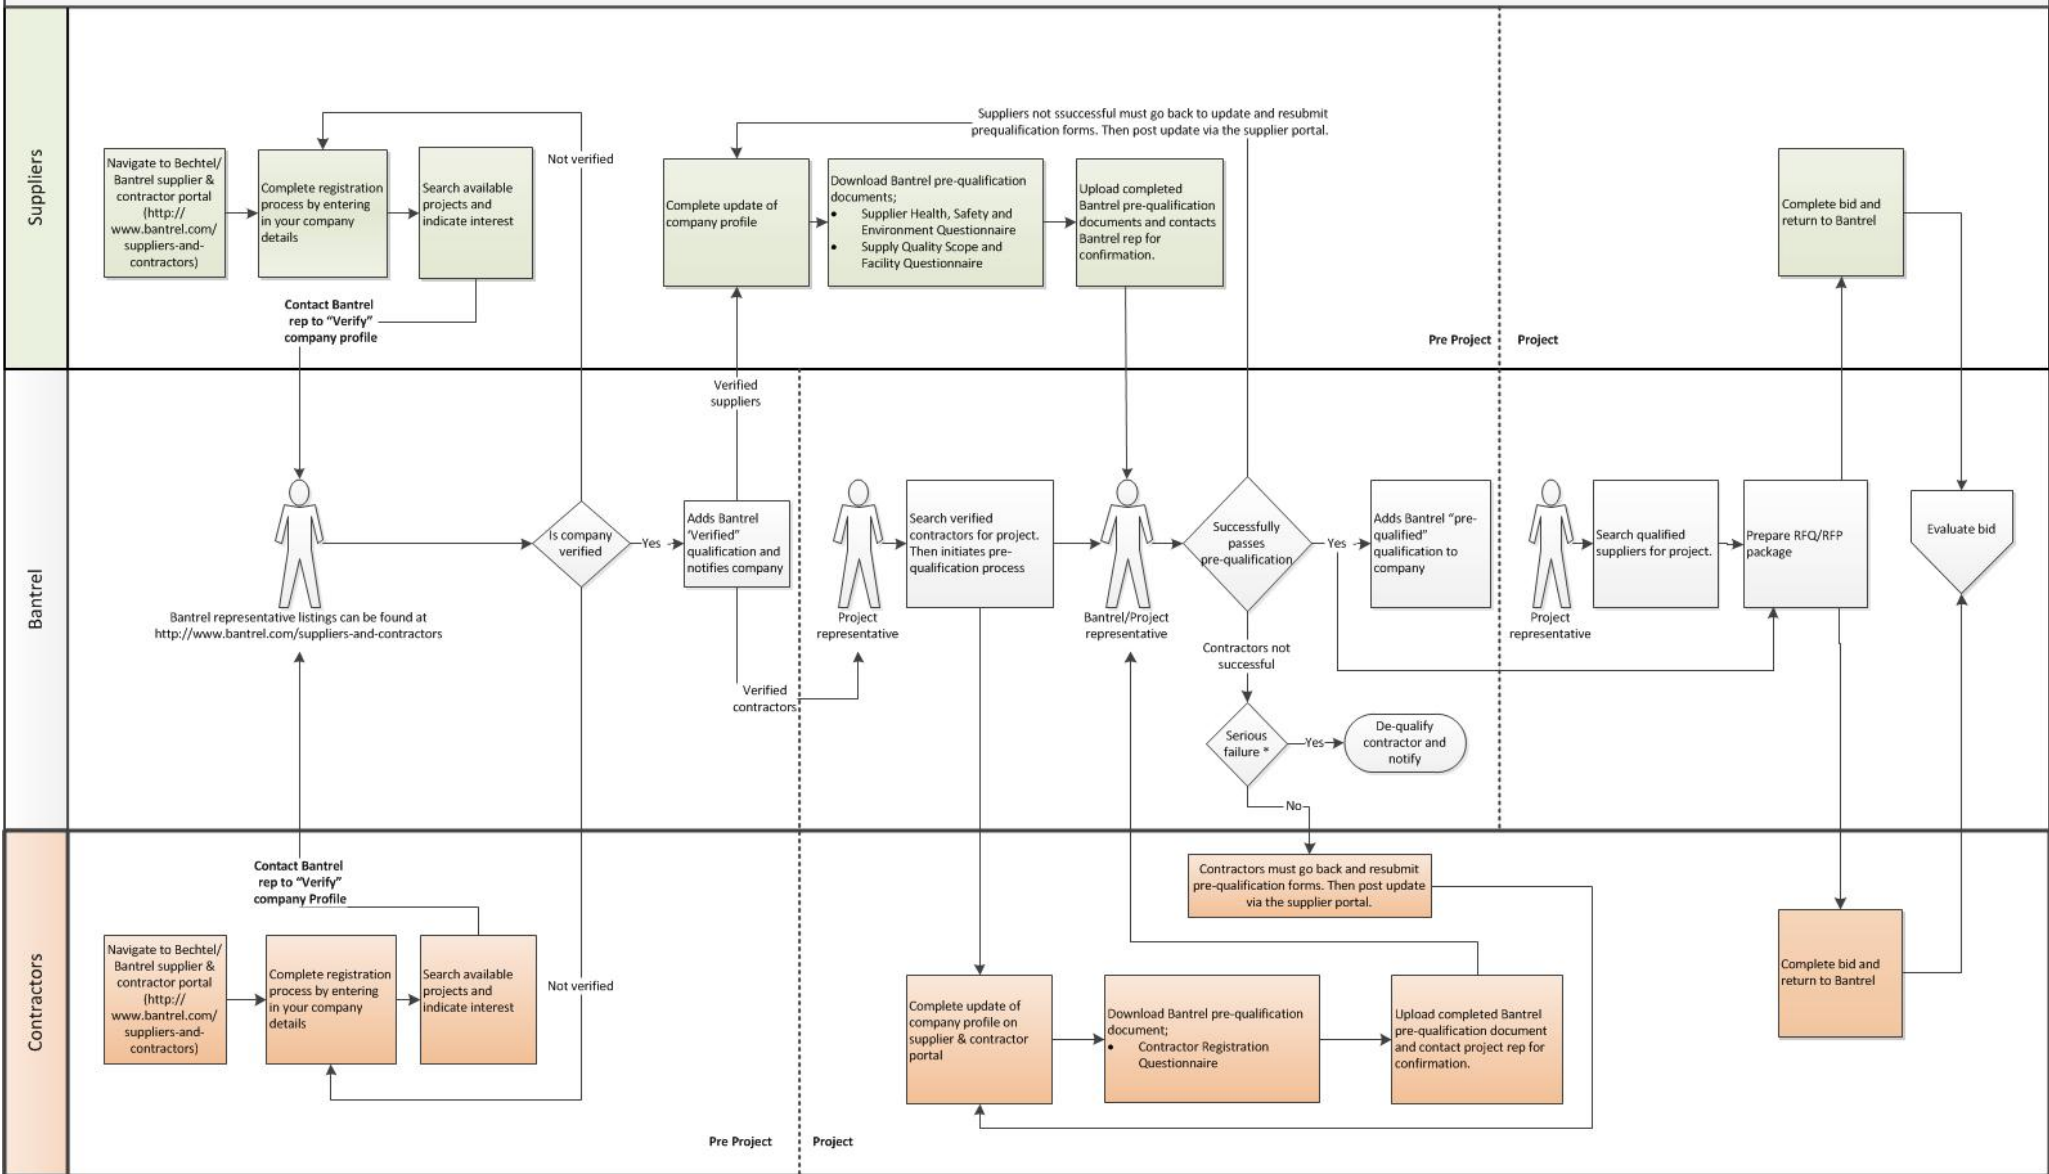 Suppliers
Navigate to Bechtel/
Bantrel supplier &
contractor portal
(http://
www.bantrel.com/
suppliers-and-
contractors)
Complete registration
process by entering
in your company
details
Search available
projects and
indicate interest
Not verified
Contact Bantrel
rep to “Verify”
company profile
Suppliers not ssuccessful must go back to update and resubmit
prequalification forms. Then post update via the supplier portal.
Complete update of
company profile
Download Bantrel pre-qualification
documents;
• Supplier Health, Safety and
Environment Questionnaire
• Supply Quality Scope and
Facility Questionnaire
Upload completed
Bantrel pre-qualification
documents and contacts
Bantrel rep for
confirmation.
Complete bid and
return to Bantrel
Pre Project
Project
Bantrel
Verified
suppliers
Bantrel representative listings can be found at
http://www.bantrel.com/suppliers-and-contractors
Is company
verified
Yes
Adds Bantrel
‘Verified”
qualification and
notifies company
Verified
contractors
Project
representative
Search verified
contractors for project.
Then initiates pre-
qualification process
Bantrel/Project
representative
Successfully
passes
pre-qualification
Yes
Adds Bantrel “pre-
qualified”
qualification to
company
Contractors not
successful
Serious
failure *
Yes
De-qualify
contractor and
notify
No
Project
representative
Search qualified
suppliers for project.
Prepare RFQ/RFP
package
Evaluate bid
Contractors
Contact Bantrel
rep to “Verify”
company Profile
Navigate to Bechtel/
Bantrel supplier &
contractor portal
(http://
www.bantrel.com/
suppliers-and-
contractors)
Complete registration
process by entering
in your company
details
Search available
projects and
indicate interest
Not verified
Contractors must go back and resubmit
pre-qualification forms. Then post update
via the supplier portal.
Complete update of
company profile on
supplier & contractor
portal
Download Bantrel pre-qualification
document;
• Contractor Registration
Questionnaire
Upload completed Bantrel
pre-qualification document
and contact project rep for
confirmation.
Complete bid and
return to Bantrel
Pre Project
Project